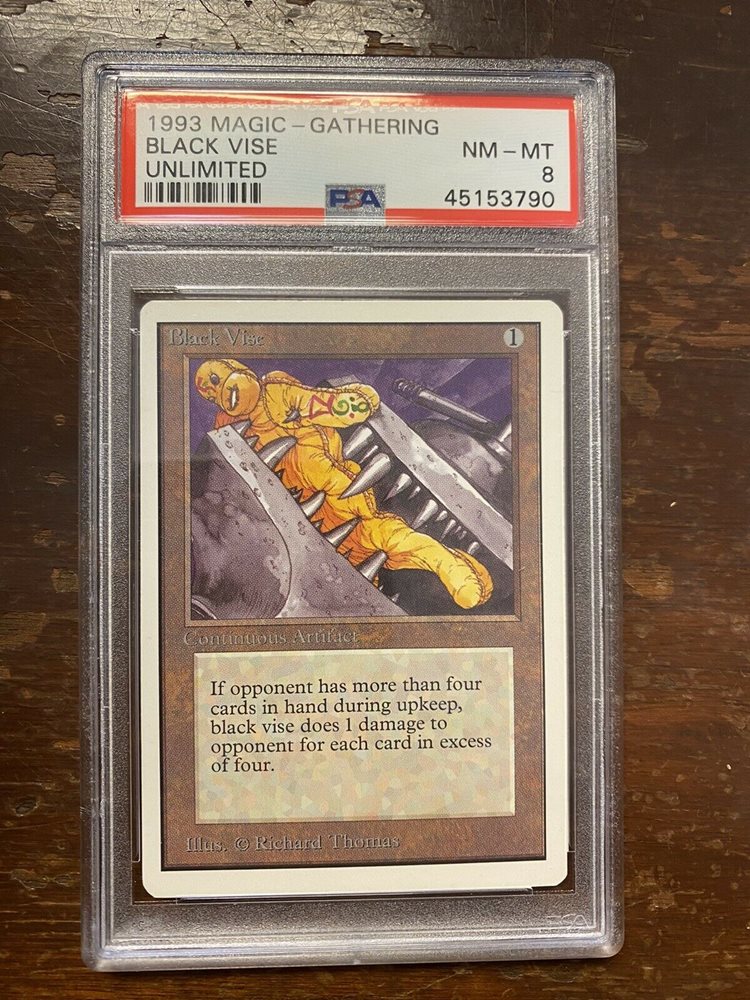 1993 MAGIC - GATHERING
BLACK VISE
NM - MT
UNLIMITED
8
PSA
45153790
Black Vise
1
Continuous Artifact
If opponent has more than four
cards in hand during upkeep,
black vise does 1 damage to
opponent for each card in excess
of four.
Illus. © Richard Thomas
PSA